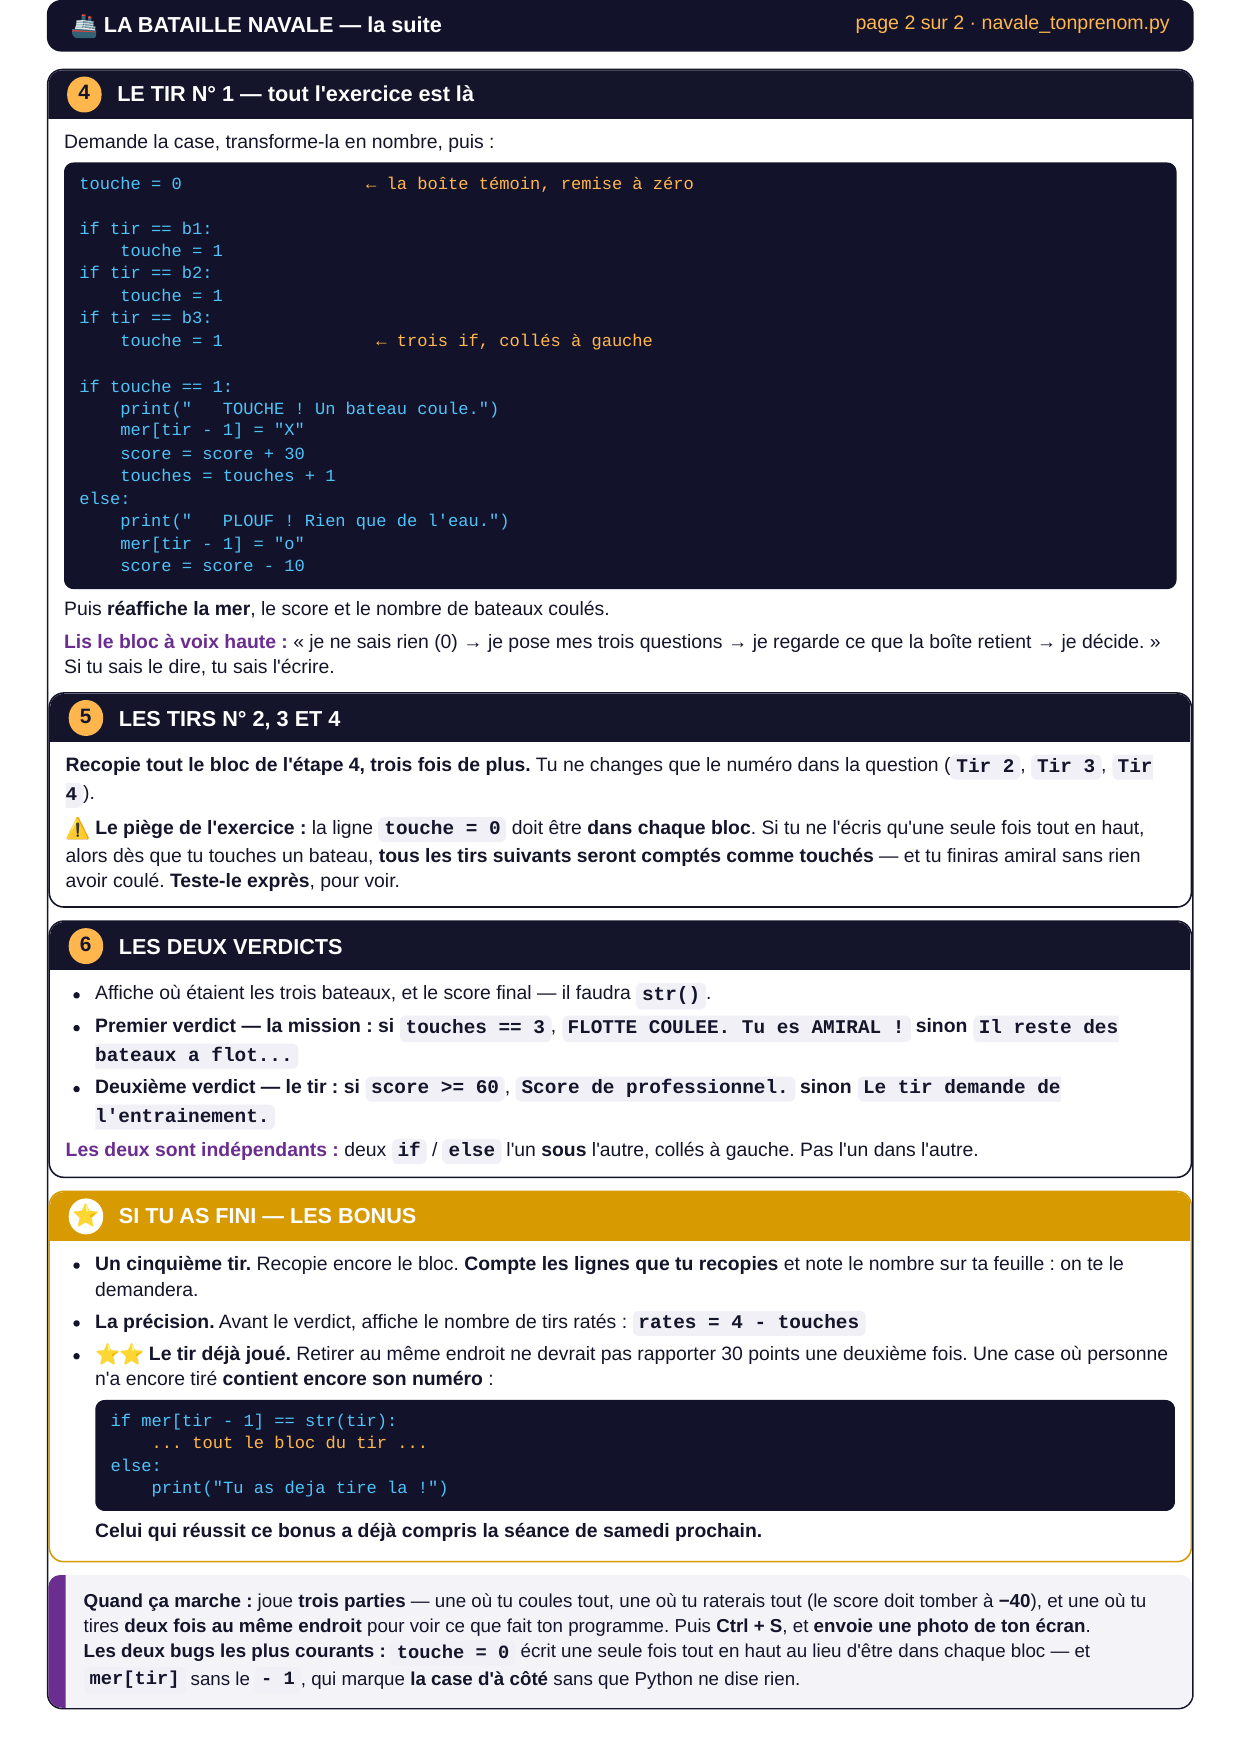 🚢 LA BATAILLE NAVALE — la suite
page 2 sur 2 · navale_tonprenom.py
4 LE TIR N° 1 — tout l'exercice est là
Demande la case, transforme-la en nombre, puis :
touche = 0 ← la boîte témoin, remise à zéro
if tir == b1:
    touche = 1
if tir == b2:
    touche = 1
if tir == b3:
    touche = 1 ← trois if, collés à gauche
if touche == 1:
    print("   TOUCHE ! Un bateau coule.")
    mer[tir - 1] = "X"
    score = score + 30
    touches = touches + 1
else:
    print("   PLOUF ! Rien que de l'eau.")
    mer[tir - 1] = "o"
    score = score - 10
Puis réaffiche la mer, le score et le nombre de bateaux coulés.
Lis le bloc à voix haute : « je ne sais rien (0) → je pose mes trois questions → je regarde ce que la boîte retient → je décide. »
Si tu sais le dire, tu sais l'écrire.
5 LES TIRS N° 2, 3 ET 4
Recopie tout le bloc de l'étape 4, trois fois de plus. Tu ne changes que le numéro dans la question ( Tir 2 , Tir 3 , Tir
4 ).
⚠️ Le piège de l'exercice : la ligne touche = 0 doit être dans chaque bloc. Si tu ne l'écris qu'une seule fois tout en haut,
alors dès que tu touches un bateau, tous les tirs suivants seront comptés comme touchés — et tu finiras amiral sans rien
avoir coulé. Teste-le exprès, pour voir.
6 LES DEUX VERDICTS
• Affiche où étaient les trois bateaux, et le score final — il faudra str() .
• Premier verdict — la mission : si touches == 3 , FLOTTE COULEE. Tu es AMIRAL ! sinon Il reste des
bateaux a flot...
• Deuxième verdict — le tir : si score >= 60 , Score de professionnel. sinon Le tir demande de
l'entrainement.
Les deux sont indépendants : deux if / else l'un sous l'autre, collés à gauche. Pas l'un dans l'autre.
⭐ SI TU AS FINI — LES BONUS
• Un cinquième tir. Recopie encore le bloc. Compte les lignes que tu recopies et note le nombre sur ta feuille : on te le
demandera.
• La précision. Avant le verdict, affiche le nombre de tirs ratés : rates = 4 - touches
• ⭐⭐ Le tir déjà joué. Retirer au même endroit ne devrait pas rapporter 30 points une deuxième fois. Une case où personne
n'a encore tiré contient encore son numéro :
if mer[tir - 1] == str(tir):
    ... tout le bloc du tir ...
else:
    print("Tu as deja tire la !")
Celui qui réussit ce bonus a déjà compris la séance de samedi prochain.
Quand ça marche : joue trois parties — une où tu coules tout, une où tu raterais tout (le score doit tomber à −40), et une où tu
tires deux fois au même endroit pour voir ce que fait ton programme. Puis Ctrl + S, et envoie une photo de ton écran.
Les deux bugs les plus courants : touche = 0 écrit une seule fois tout en haut au lieu d'être dans chaque bloc — et
mer[tir] sans le - 1 , qui marque la case d'à côté sans que Python ne dise rien.